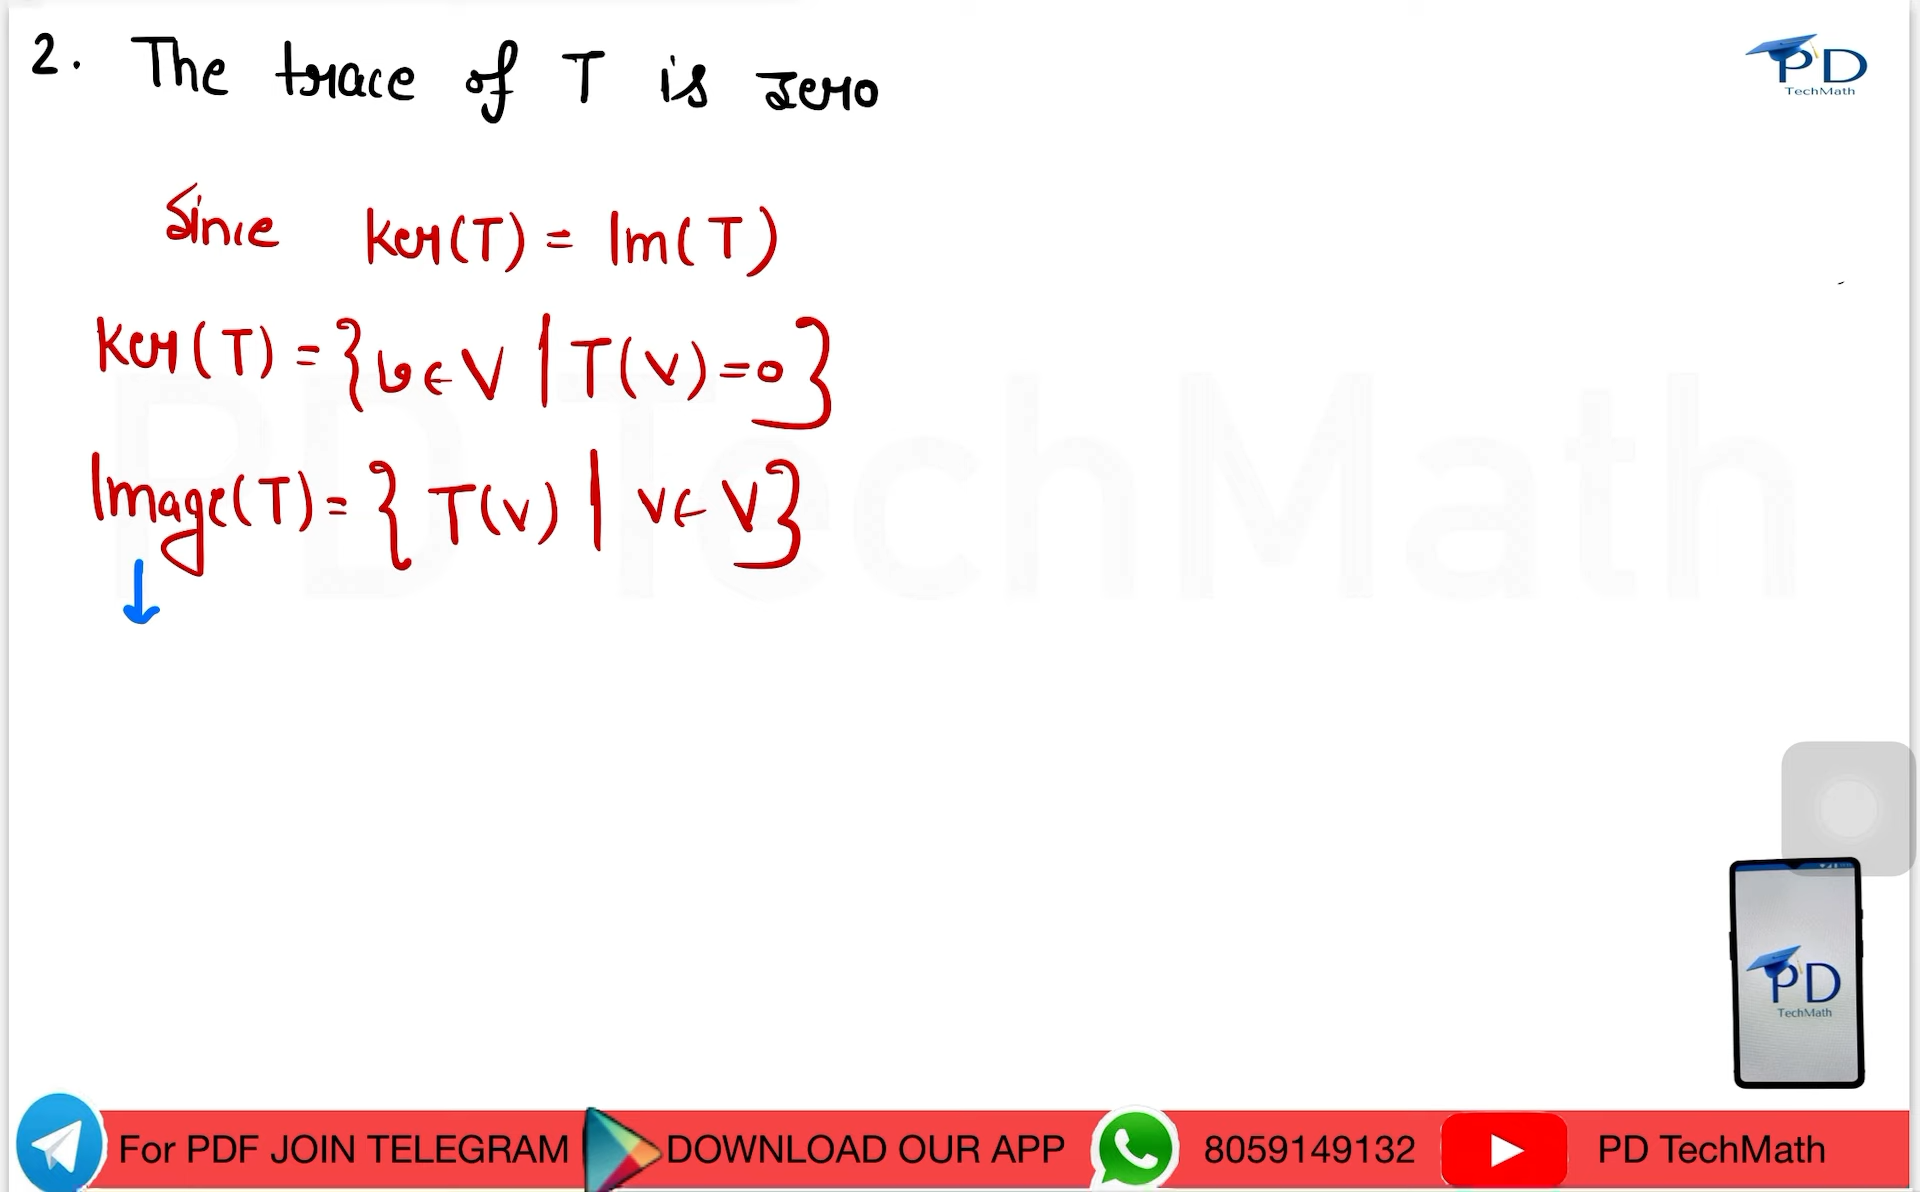 2. The trace of T is zero
PD
TechMath
Since ker(T) = Im(T)
Ker(T) = {v ∈ V | T(V) = 0}
Image(T) = { T(v) | v ∈ V}
PD TechMath
PD
TechMath
For PDF JOIN TELEGRAM DOWNLOAD OUR APP 8059149132 PD TechMath